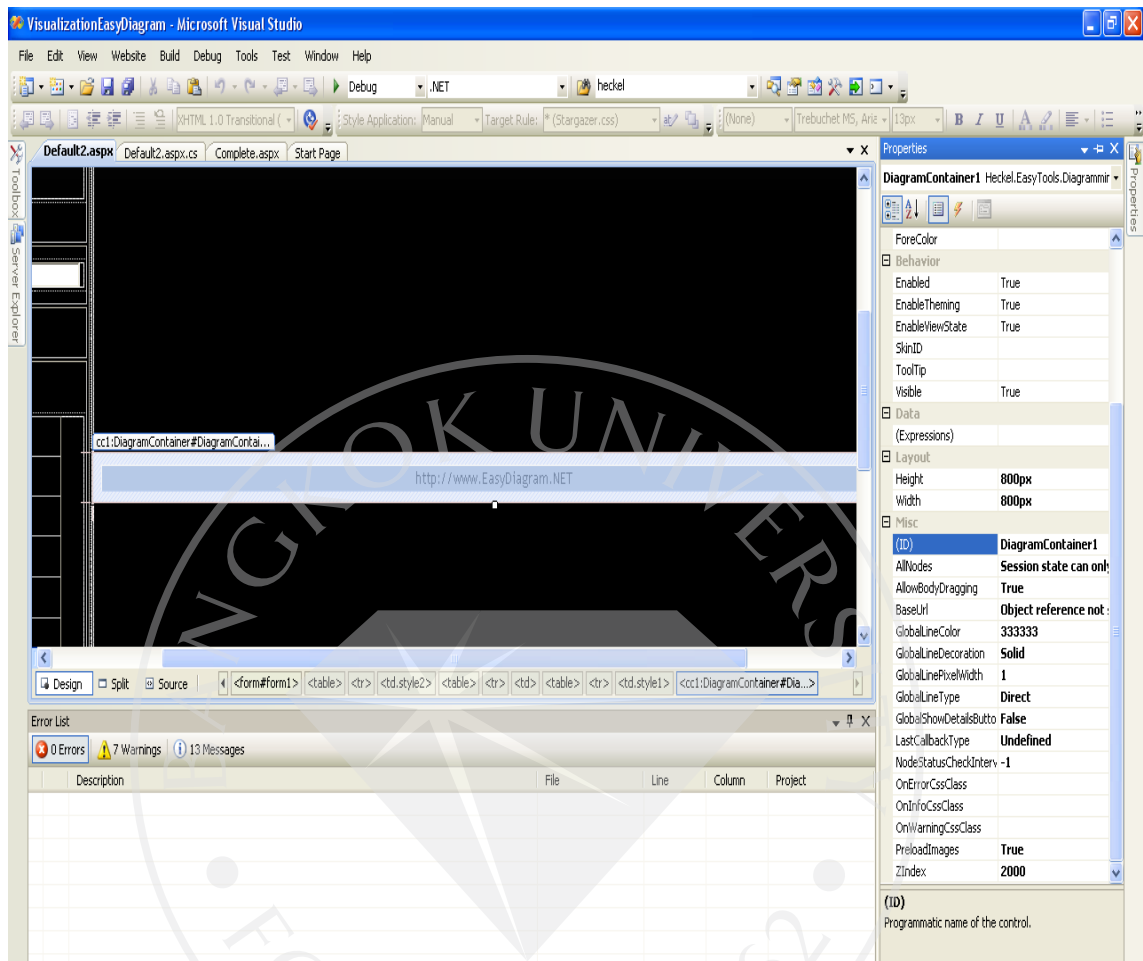 VisualizationEasyDiagram - Microsoft Visual Studio
File Edit View Website Build Debug Tools Test Window Help
Debug .NET heckel
XHTML 1.0 Transitional ( Style Application: Manual Target Rule: * (Stargazer.css) (None) Trebuchet MS, Aria 13px B I U A
Toolbox
Server Explorer
Default2.aspx Default2.aspx.cs Complete.aspx Start Page
cc1:DiagramContainer#DiagramContai...
http://www.EasyDiagram.NET
Design Split Source <form#form1> <table> <tr> <td.style2> <table> <tr> <td> <table> <tr> <td.style1> <cc1:DiagramContainer#Dia...>
Error List
0 Errors 7 Warnings 13 Messages
Description File Line Column Project
Properties
DiagramContainer1 Heckel.EasyTools.Diagrammir
ForeColor
Behavior
Enabled True
EnableTheming True
EnableViewState True
SkinID
ToolTip
Visible True
Data
(Expressions)
Layout
Height 800px
Width 800px
Misc
(ID) DiagramContainer1
AllNodes Session state can only
AllowBodyDragging True
BaseUrl Object reference not s
GlobalLineColor 333333
GlobalLineDecoration Solid
GlobalLinePixelWidth 1
GlobalLineType Direct
GlobalShowDetailsButto False
LastCallbackType Undefined
NodeStatusCheckInterv -1
OnErrorCssClass
OnInfoCssClass
OnWarningCssClass
PreloadImages True
ZIndex 2000
(ID)
Programmatic name of the control.
Properties
BANGKOK UNIVERSITY